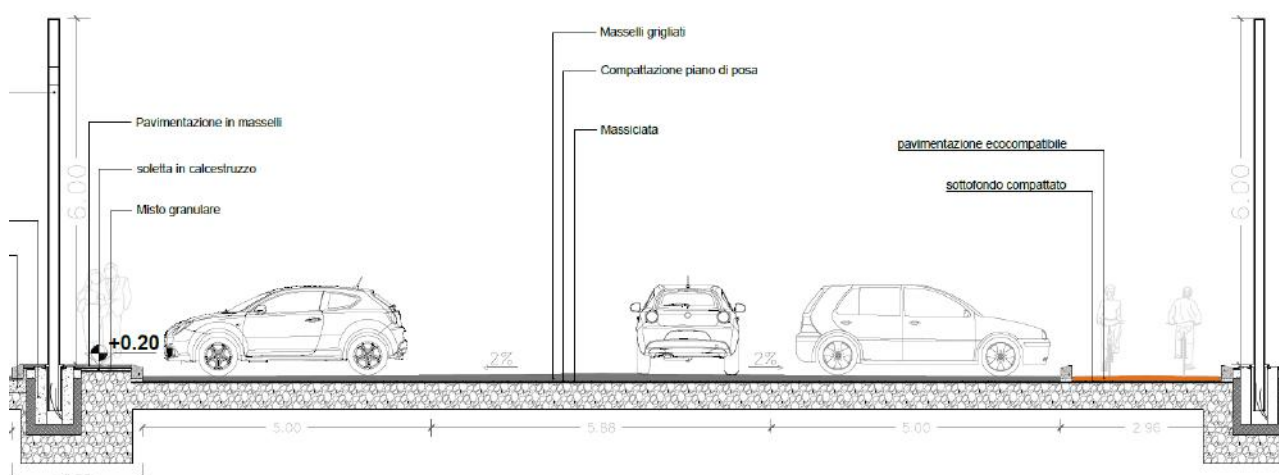 Masselli grigliati
Compattazione piano di posa
Massicciata
Pavimentazione in masselli
soletta in calcestruzzo
Misto granulare
pavimentazione ecocompatibile
sottofondo compattato
6.00
6.00
+0.20
2%
2%
5.00
5.88
5.00
2.96